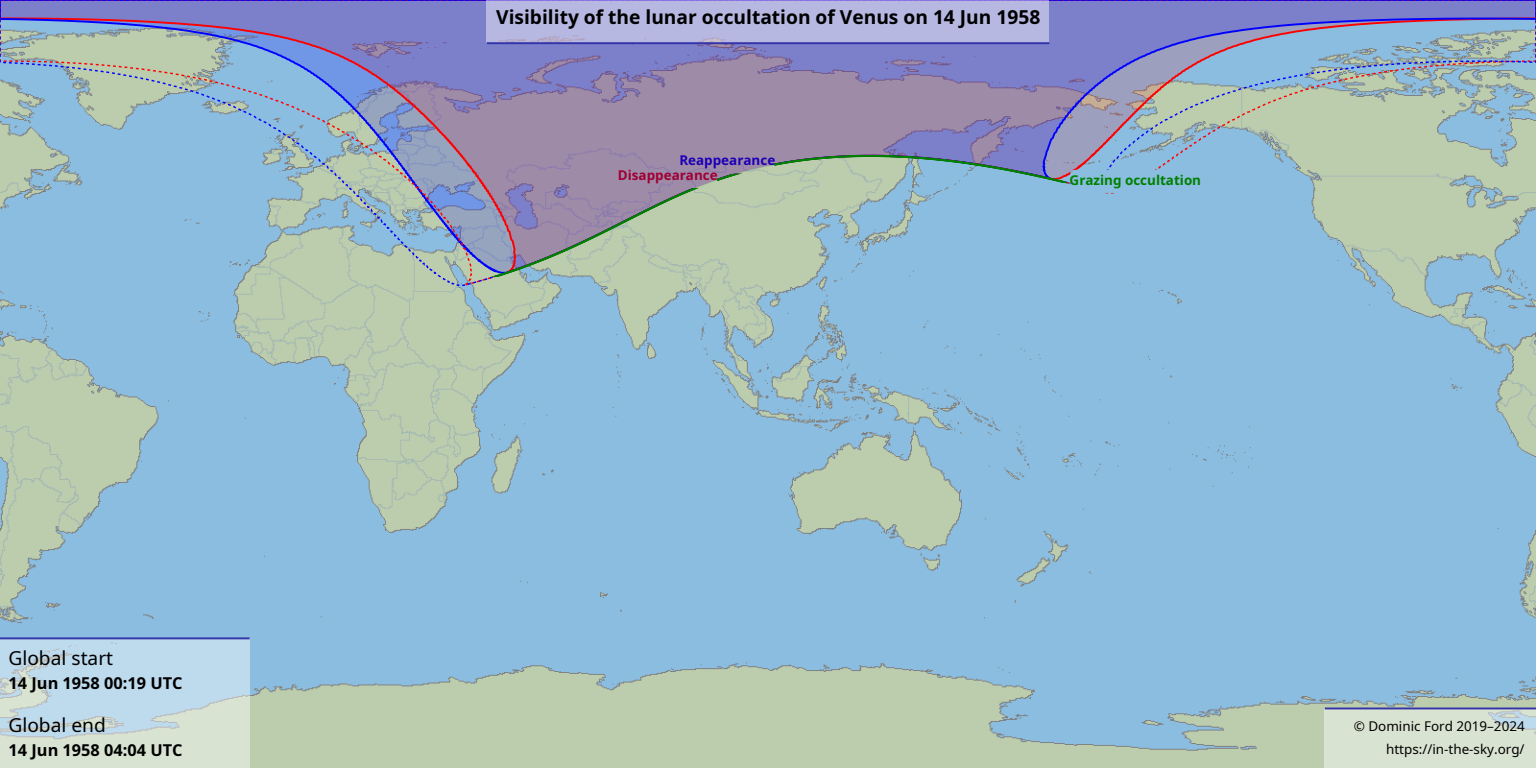 Visibility of the lunar occultation of Venus on 14 Jun 1958
Reappearance
Disappearance
Grazing occultation
Global start
14 Jun 1958 00:19 UTC
Global end
14 Jun 1958 04:04 UTC
© Dominic Ford 2019–2024
https://in-the-sky.org/